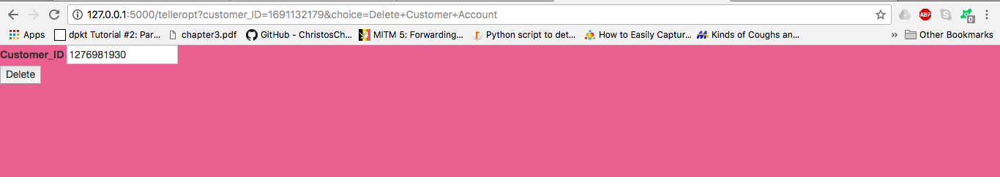 127.0.0.1:5000/telleropt?customer_ID=1691132179&choice=Delete+Customer+Account
ABP
0
Apps dpkt Tutorial #2: Par... chapter3.pdf GitHub - ChristosCh... MITM 5: Forwarding... Python script to det... How to Easily Captur... Kinds of Coughs an... » Other Bookmarks
Customer_ID 1276981930
Delete